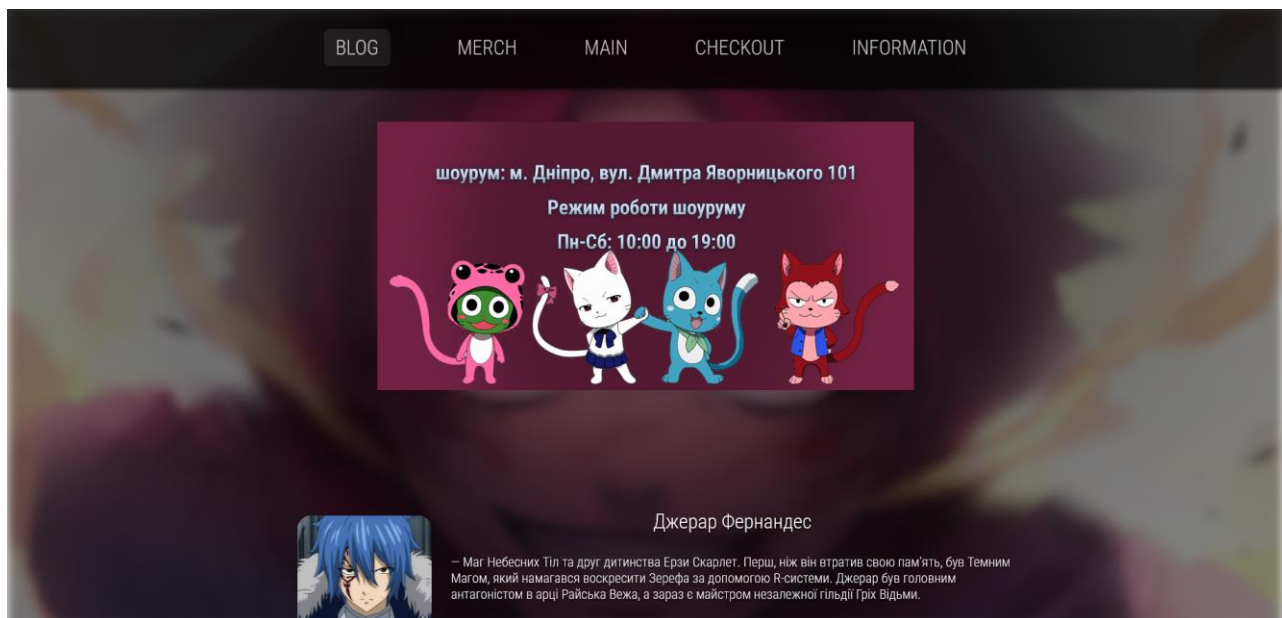 BLOG MERCH MAIN CHECKOUT INFORMATION
шоурум: м. Дніпро, вул. Дмитра Яворницького 101
Режим роботи шоуруму
Пн-Сб: 10:00 до 19:00
Джерар Фернандес
— Маг Небесних Тіл та друг дитинства Ерзи Скарлет. Перш, ніж він втратив свою пам'ять, був Темним
Магом, який намагався воскресити Зерефа за допомогою R-системи. Джерар був головним
антагоністом в арці Райська Вежа, а зараз є майстром незалежної гільдії Гріх Відьми.